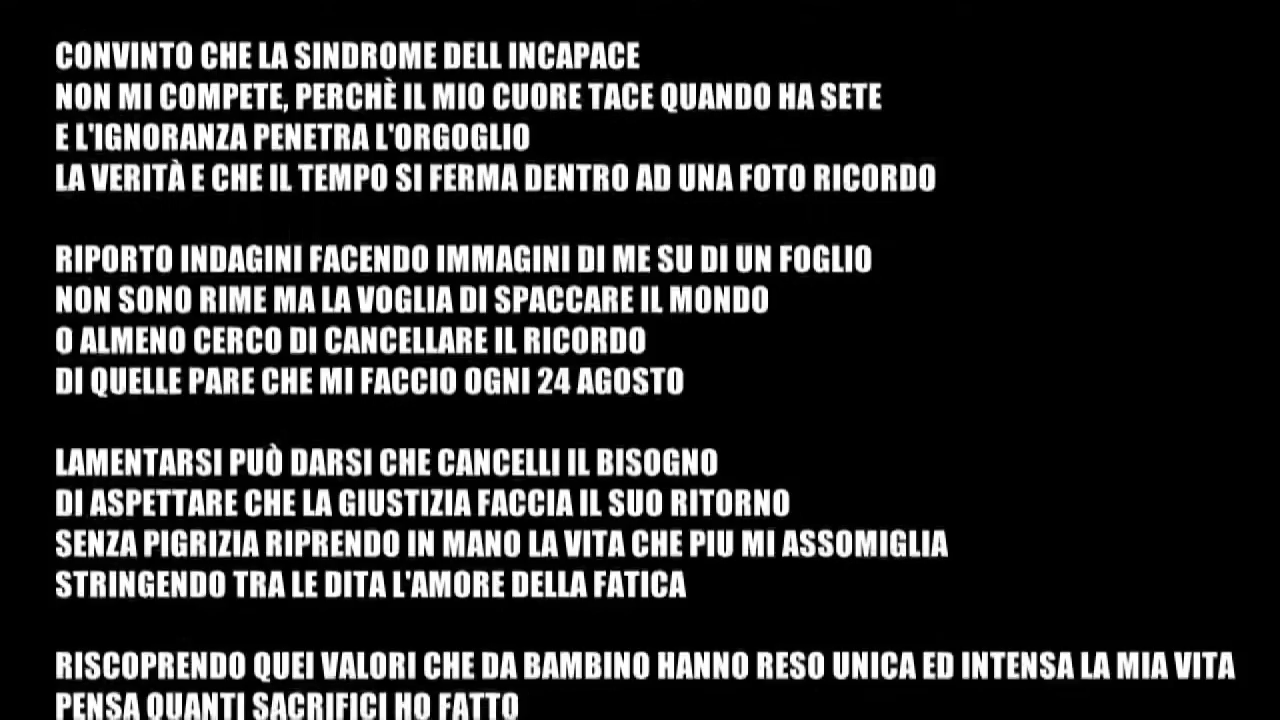 CONVINTO CHE LA SINDROME DELL INCAPACE
NON MI COMPETE, PERCHÈ IL MIO CUORE TACE QUANDO HA SETE
E L'IGNORANZA PENETRA L'ORGOGLIO
LA VERITÀ E CHE IL TEMPO SI FERMA DENTRO AD UNA FOTO RICORDO

RIPORTO INDAGINI FACENDO IMMAGINI DI ME SU DI UN FOGLIO
NON SONO RIME MA LA VOGLIA DI SPACCARE IL MONDO
O ALMENO CERCO DI CANCELLARE IL RICORDO
DI QUELLE PARE CHE MI FACCIO OGNI 24 AGOSTO

LAMENTARSI PUÒ DARSI CHE CANCELLI IL BISOGNO
DI ASPETTARE CHE LA GIUSTIZIA FACCIA IL SUO RITORNO
SENZA PIGRIZIA RIPRENDO IN MANO LA VITA CHE PIU MI ASSOMIGLIA
STRINGENDO TRA LE DITA L'AMORE DELLA FATICA

RISCOPRENDO QUEI VALORI CHE DA BAMBINO HANNO RESO UNICA ED INTENSA LA MIA VITA
PENSA QUANTI SACRIFICI HO FATTO